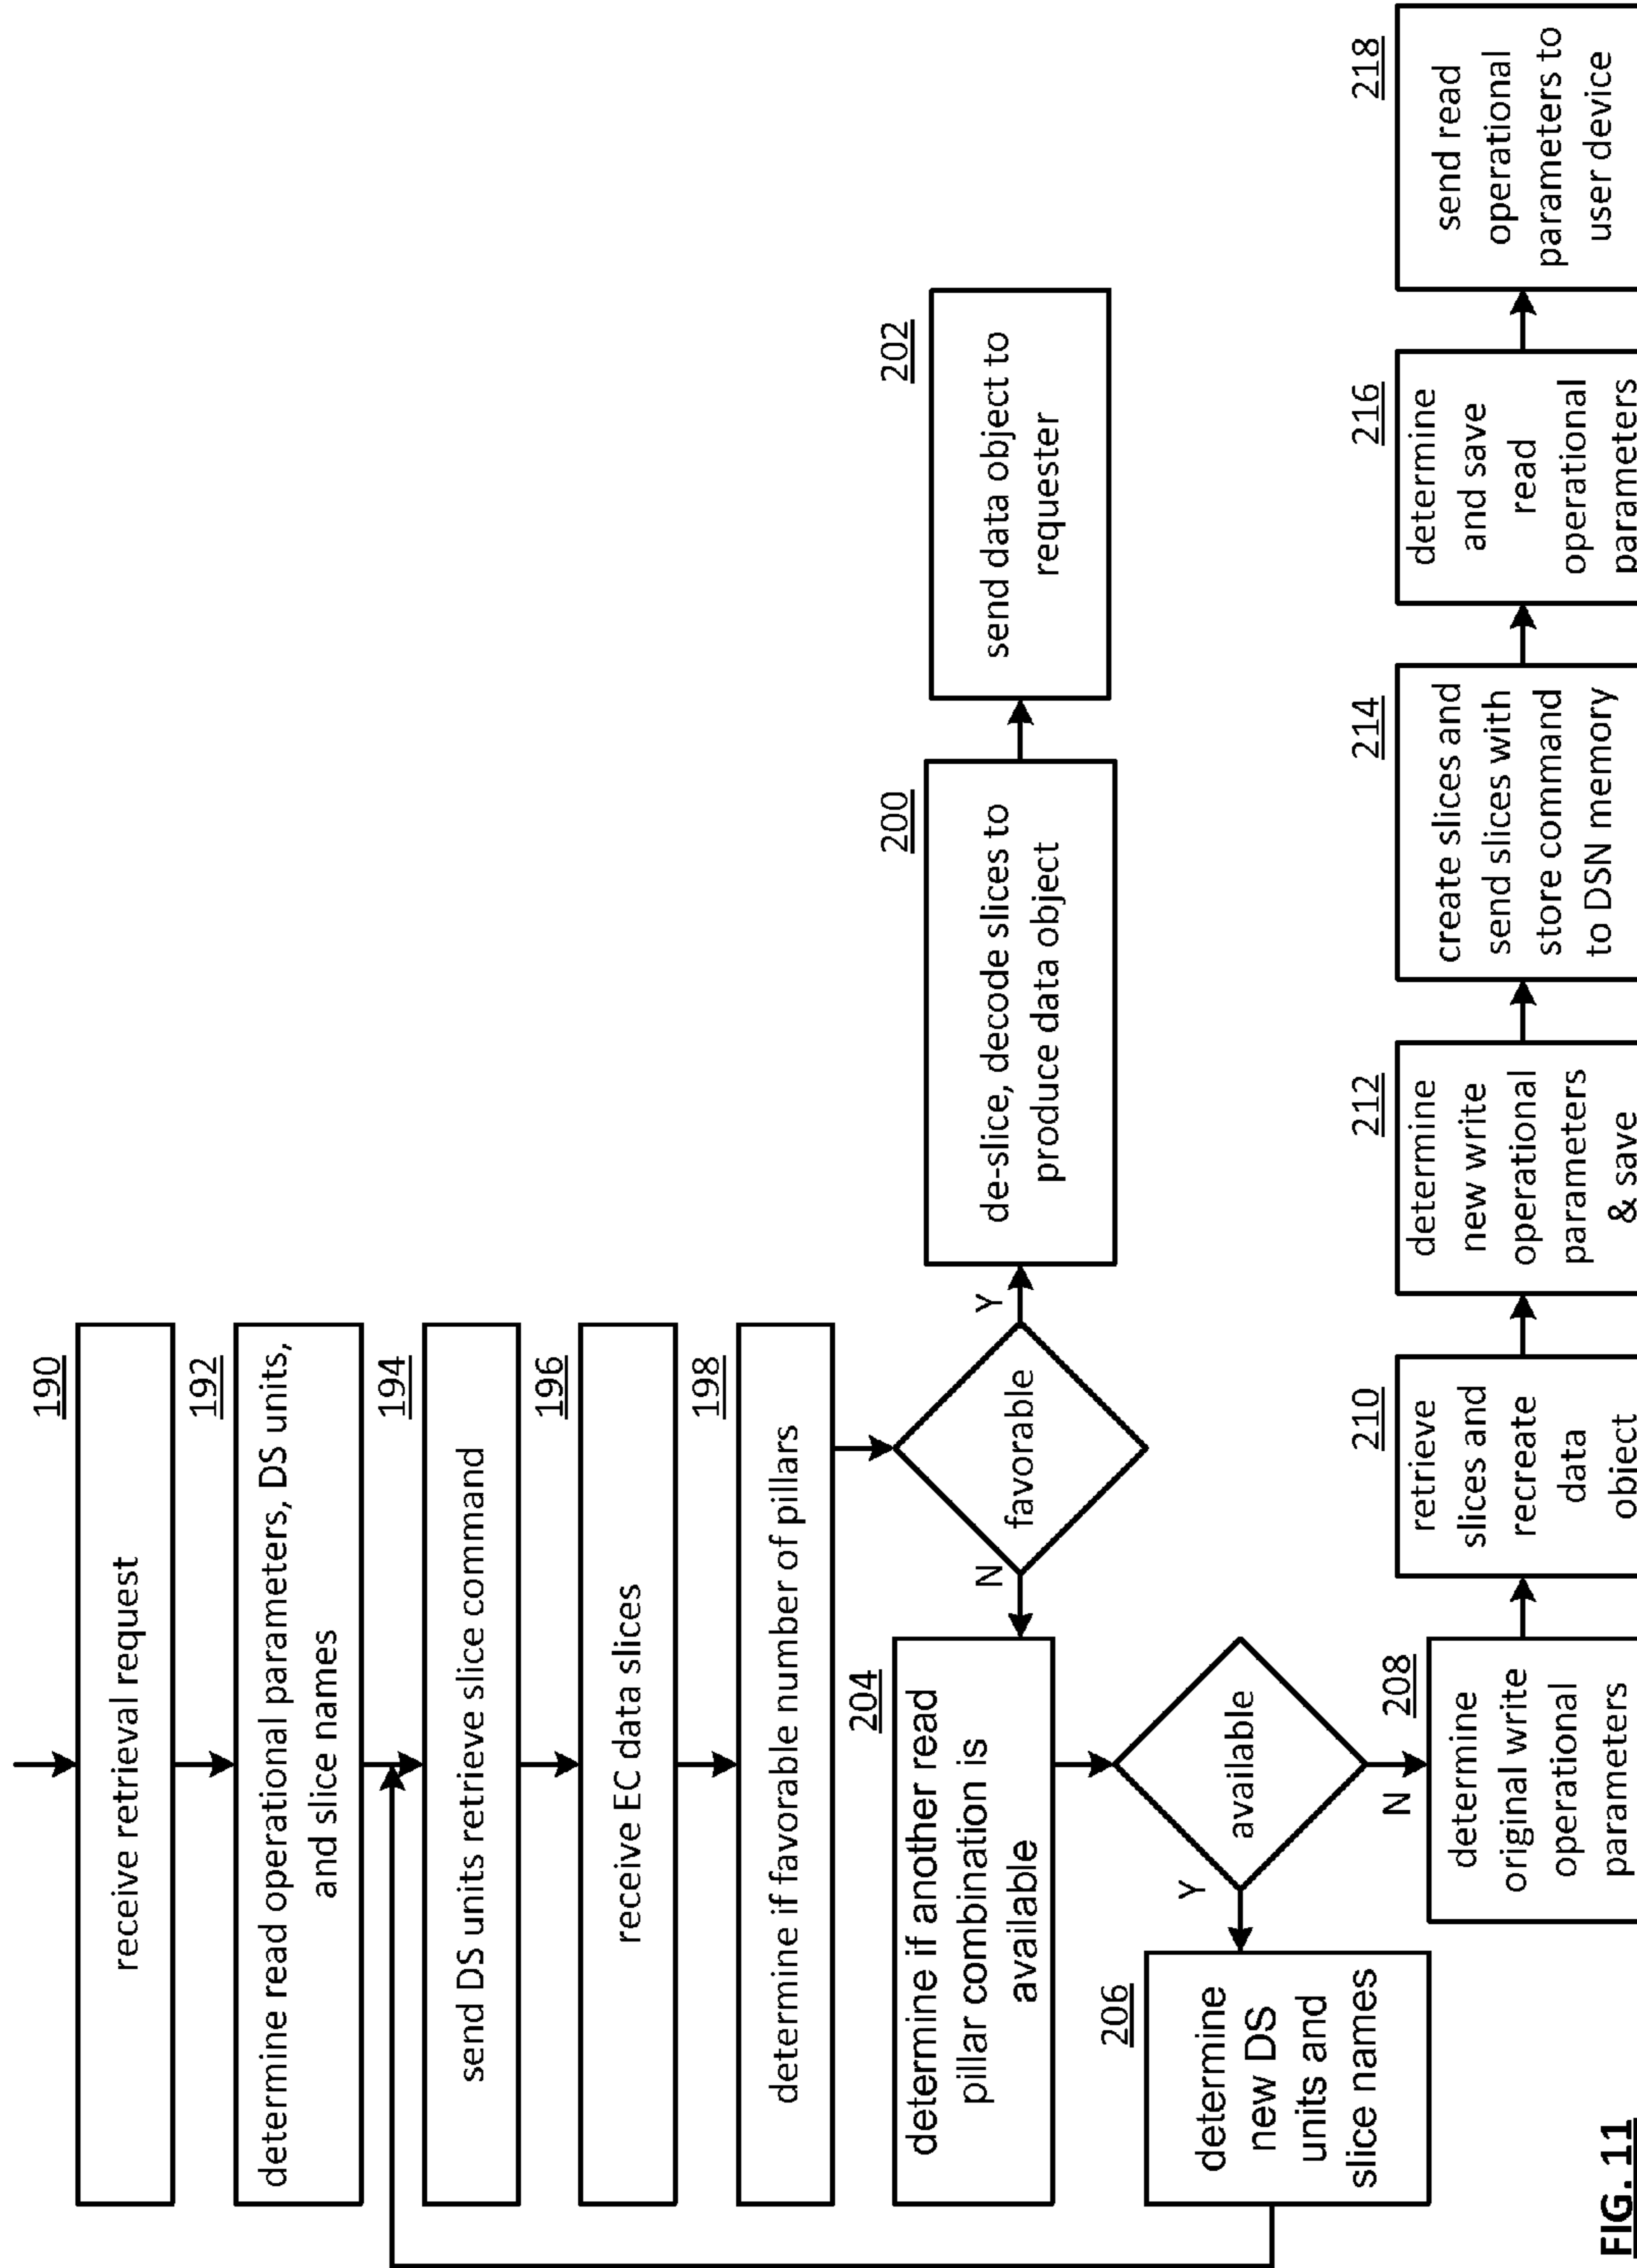 190
receive retrieval request
192
determine read operational parameters, DS units,
and slice names
194
send DS units retrieve slice command
196
receive EC data slices
198
determine if favorable number of pillars
favorable
Y
N
200
de-slice, decode slices to
produce data object
202
send data object to
requester
204
determine if another read
pillar combination is
available
available
Y
N
206
determine
new DS
units and
slice names
208
determine
original write
operational
parameters
210
retrieve
slices and
recreate
data
object
212
determine
new write
operational
parameters
& save
214
create slices and
send slices with
store command
to DSN memory
216
determine
and save
read
operational
parameters
218
send read
operational
parameters to
user device
FIG. 11